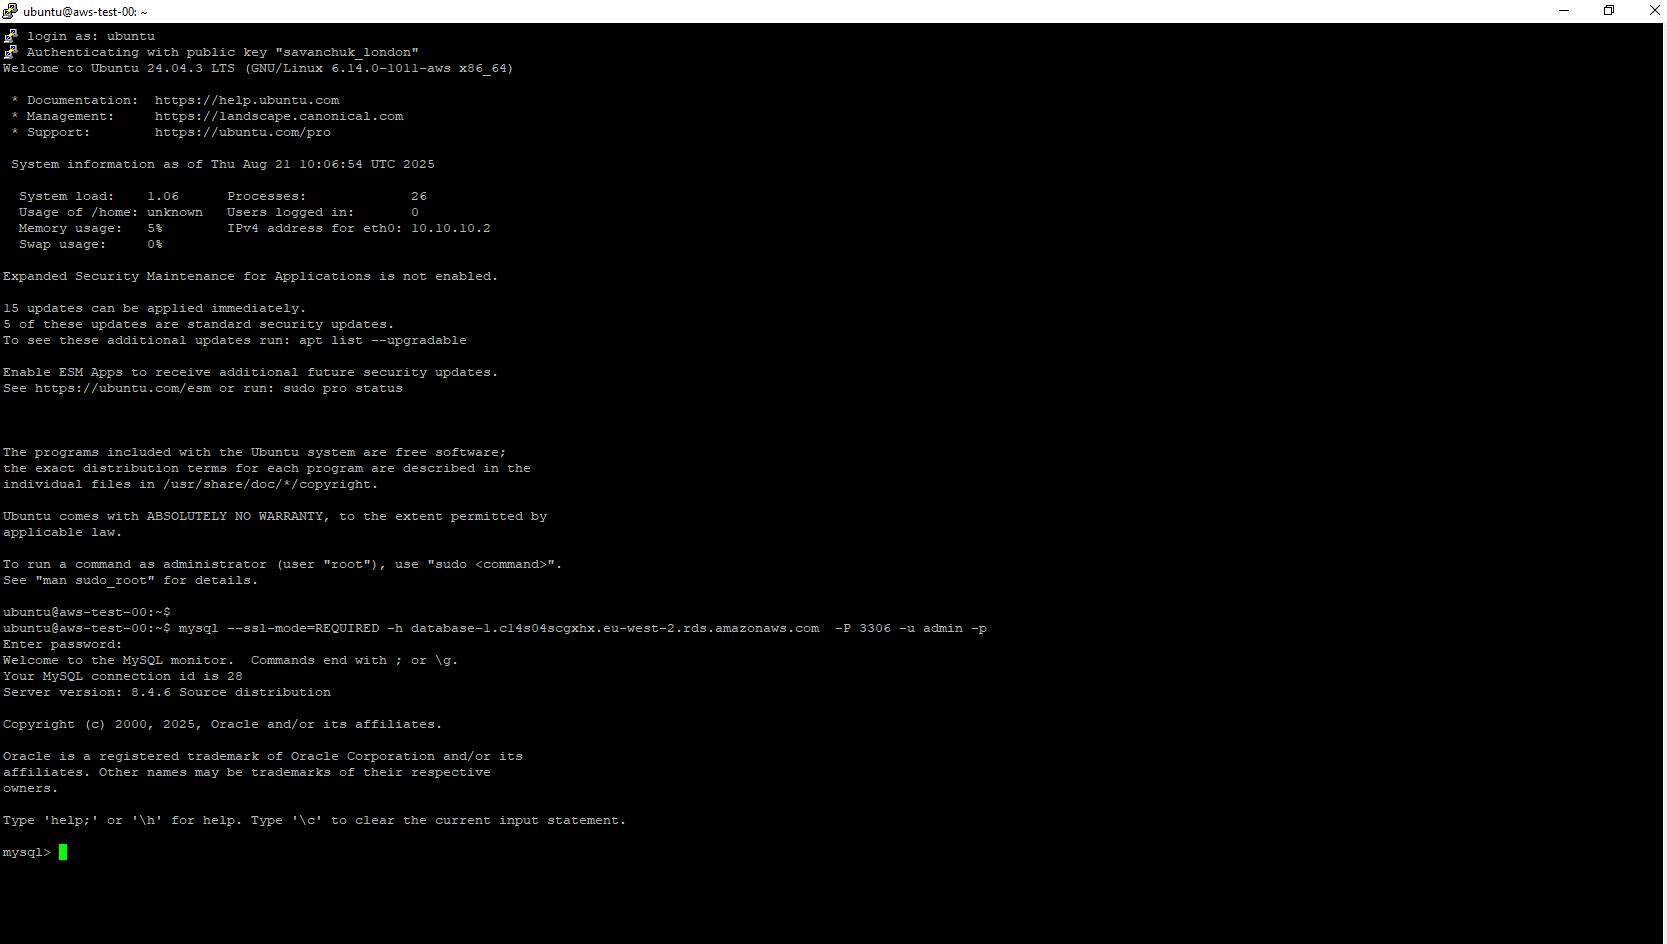 ubuntu@aws-test-00: ~
login as: ubuntu
Authenticating with public key "savanchuk_london"
Welcome to Ubuntu 24.04.3 LTS (GNU/Linux 6.14.0-1011-aws x86_64)
* Documentation:  https://help.ubuntu.com
* Management:     https://landscape.canonical.com
* Support:        https://ubuntu.com/pro
System information as of Thu Aug 21 10:06:54 UTC 2025
System load:    1.06      Processes:             26
Usage of /home: unknown   Users logged in:       0
Memory usage:   5%        IPv4 address for eth0: 10.10.10.2
Swap usage:     0%
Expanded Security Maintenance for Applications is not enabled.
15 updates can be applied immediately.
5 of these updates are standard security updates.
To see these additional updates run: apt list --upgradable
Enable ESM Apps to receive additional future security updates.
See https://ubuntu.com/esm or run: sudo pro status
The programs included with the Ubuntu system are free software;
the exact distribution terms for each program are described in the
individual files in /usr/share/doc/*/copyright.
Ubuntu comes with ABSOLUTELY NO WARRANTY, to the extent permitted by
applicable law.
To run a command as administrator (user "root"), use "sudo <command>".
See "man sudo_root" for details.
ubuntu@aws-test-00:~$
ubuntu@aws-test-00:~$ mysql --ssl-mode=REQUIRED -h database-1.c14s04scgxhx.eu-west-2.rds.amazonaws.com  -P 3306 -u admin -p
Enter password:
Welcome to the MySQL monitor.  Commands end with ; or \g.
Your MySQL connection id is 28
Server version: 8.4.6 Source distribution
Copyright (c) 2000, 2025, Oracle and/or its affiliates.
Oracle is a registered trademark of Oracle Corporation and/or its
affiliates. Other names may be trademarks of their respective
owners.
Type 'help;' or '\h' for help. Type '\c' to clear the current input statement.
mysql>